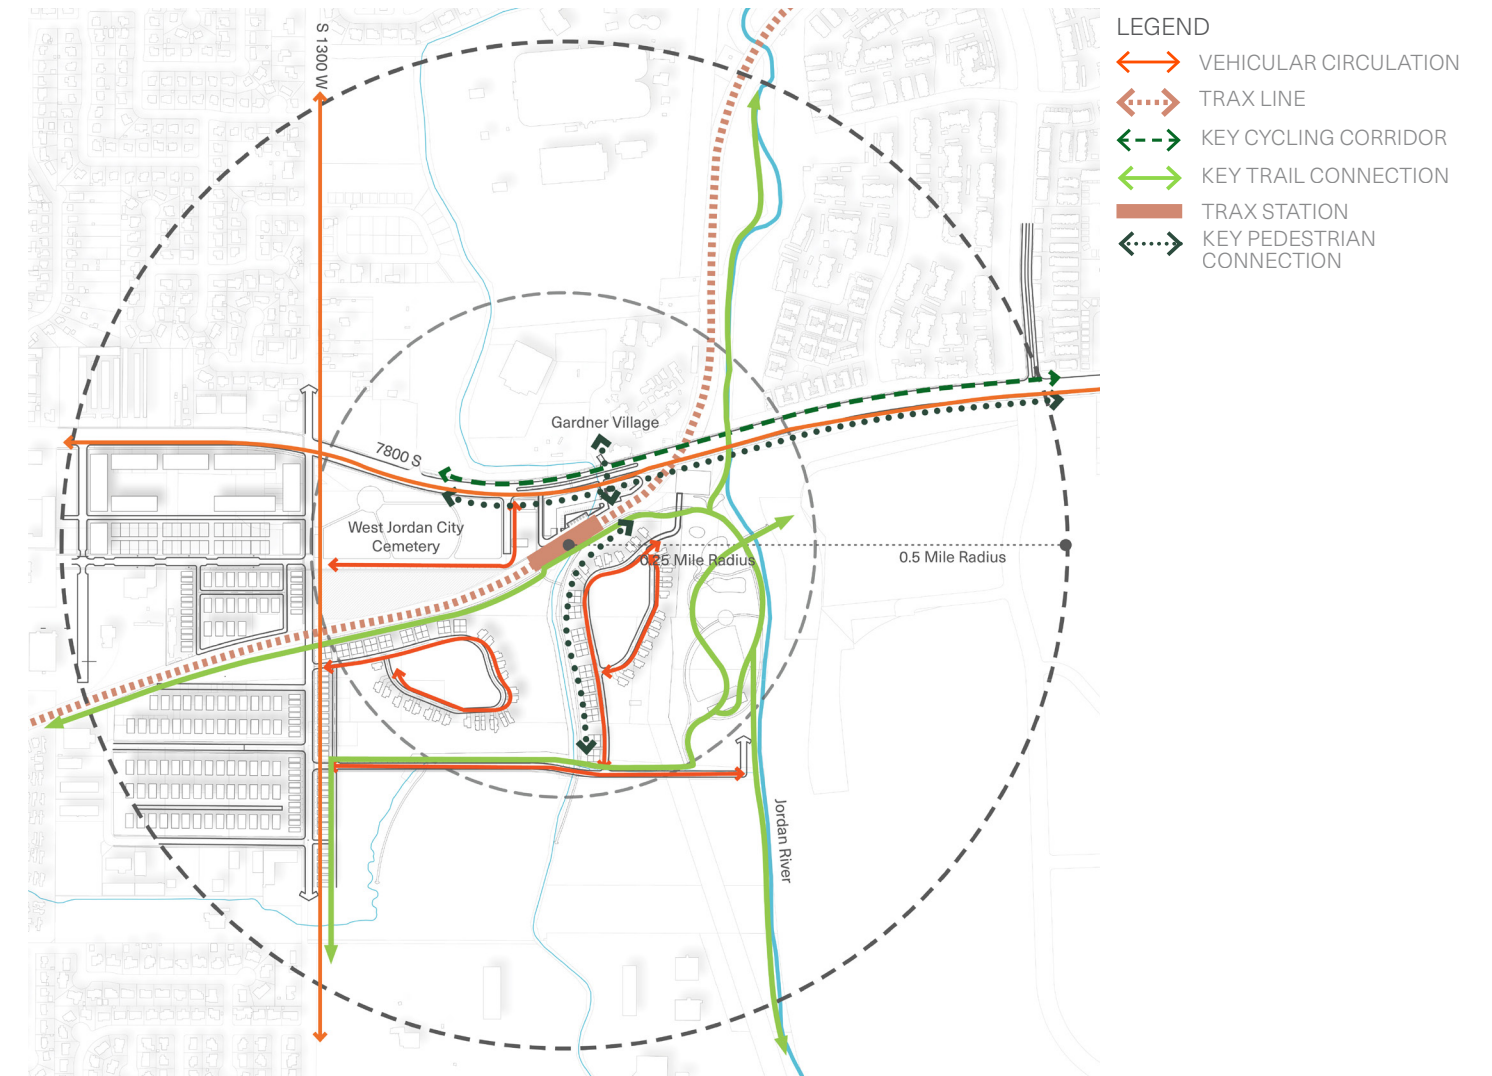 S 1300 W
LEGEND
VEHICULAR CIRCULATION
TRAX LINE
KEY CYCLING CORRIDOR
KEY TRAIL CONNECTION
TRAX STATION
KEY PEDESTRIAN
CONNECTION
Gardner Village
7800 S
West Jordan City
Cemetery
0.25 Mile Radius
0.5 Mile Radius
Jordan River